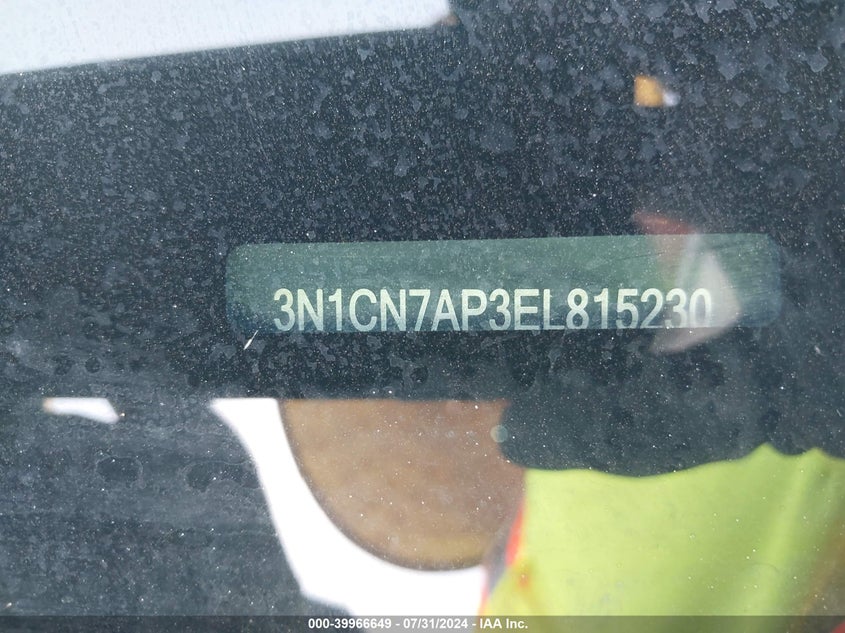 3N1CN7AP3EL815230
000-39966649 - 07/31/2024 - IAA Inc.